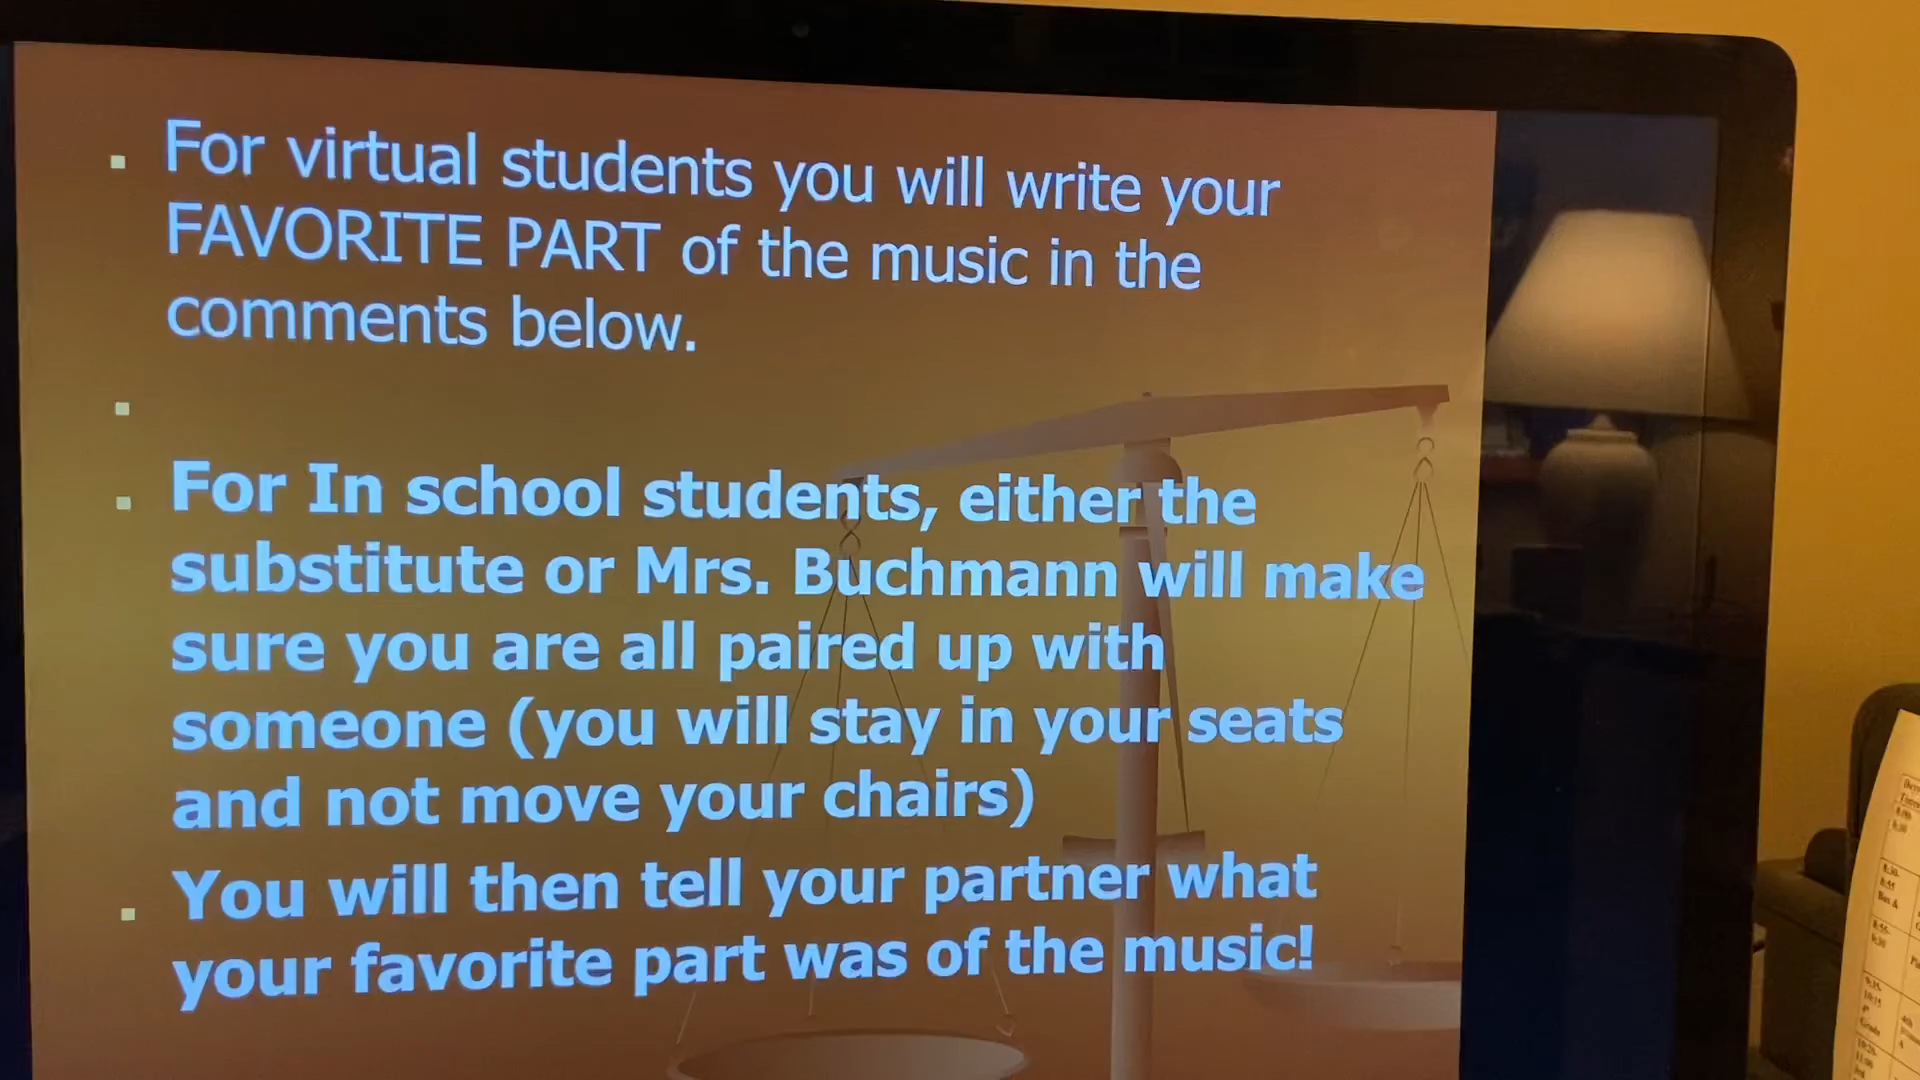 For virtual students you will write your
FAVORITE PART of the music in the
comments below.
For In school students, either the
substitute or Mrs. Buchmann will make
sure you are all paired up with
someone (you will stay in your seats
and not move your chairs)
You will then tell your partner what
your favorite part was of the music!